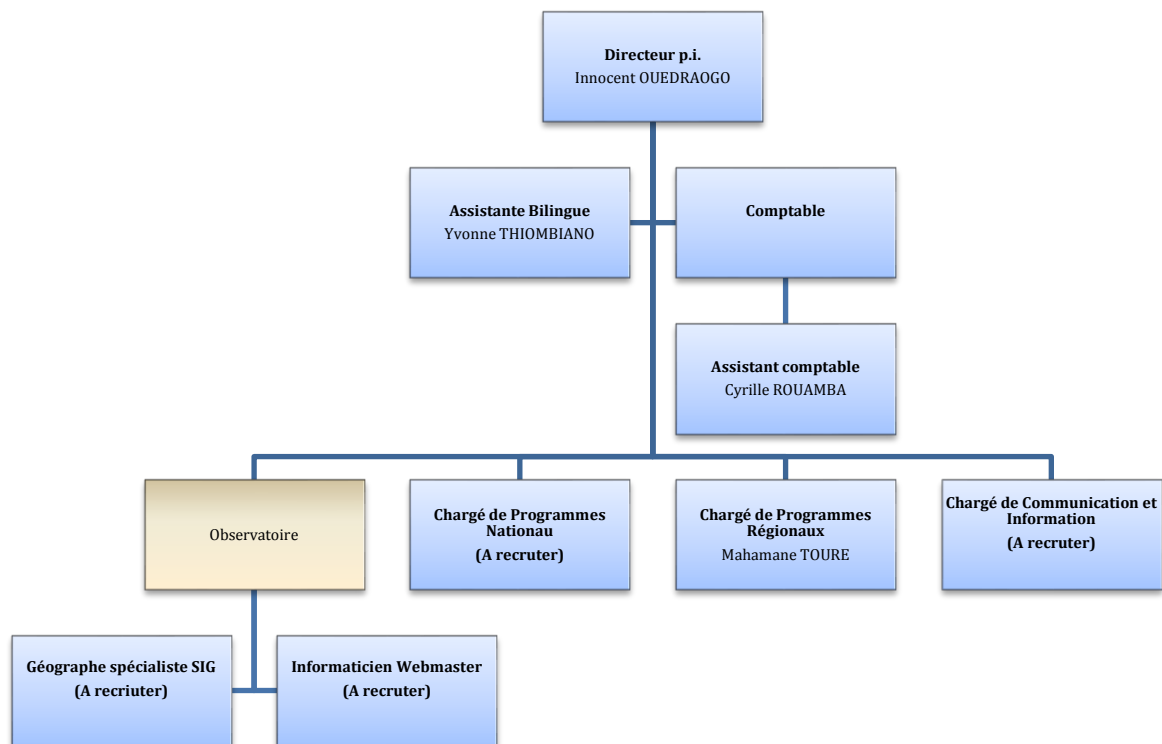 Directeur p.i.
Innocent OUEDRAOGO
Assistante Bilingue
Yvonne THIOMBIANO
Comptable
Assistant comptable
Cyrille ROUAMBA
Observatoire
Chargé de Programmes
Nationau
(A recruter)
Chargé de Programmes
Régionaux
Mahamane TOURE
Chargé de Communication et
Information
(A recruter)
Géographe spécialiste SIG
(A recriuter)
Informaticien Webmaster
(A recruter)